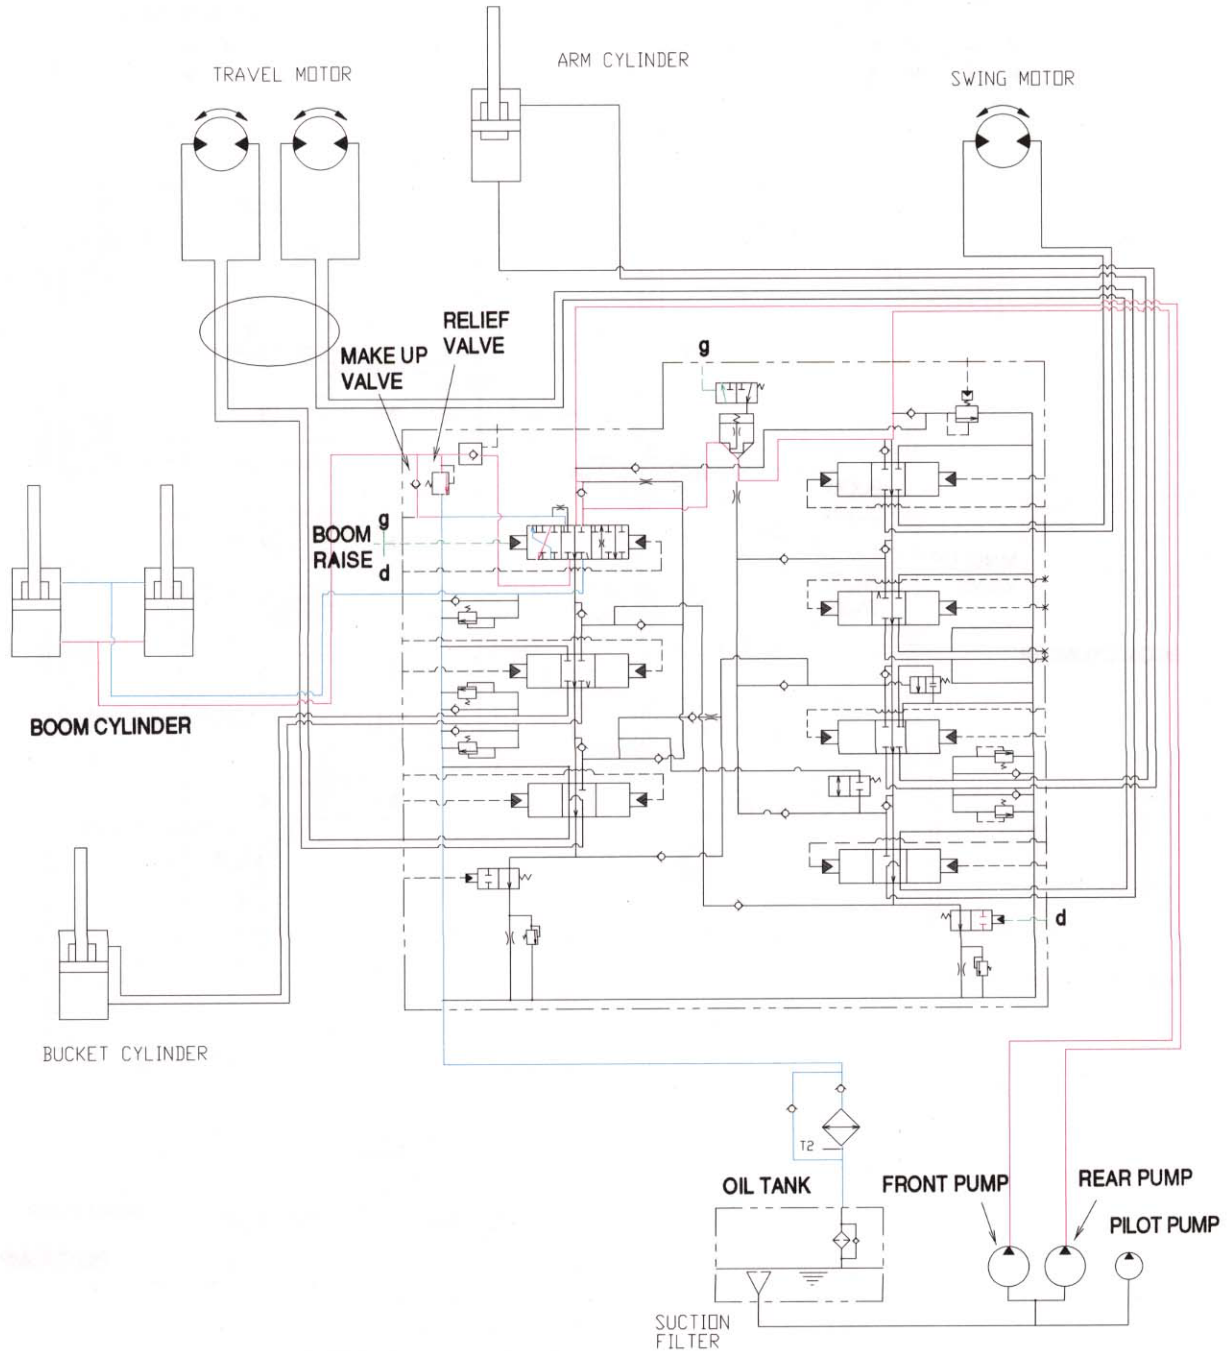 ARM CYLINDER
TRAVEL MOTOR
SWING MOTOR
RELIEF
VALVE
MAKE UP
VALVE
g
g
BOOM
RAISE
d
BOOM CYLINDER
d
BUCKET CYLINDER
T2
OIL TANK
FRONT PUMP
REAR PUMP
PILOT PUMP
SUCTION
FILTER